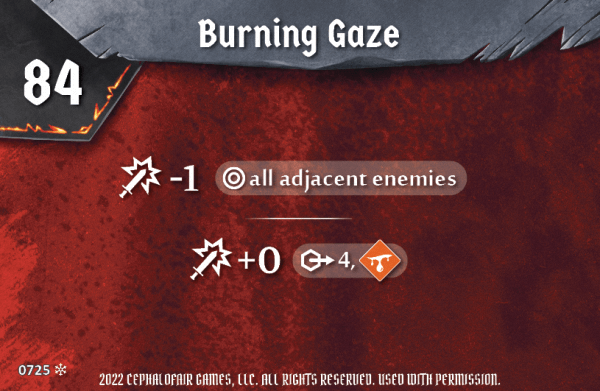 Burning Gaze
84
-1 all adjacent enemies
+0 4,
0725
2022 CEPHALOFAIR GAMES, LLC. ALL RIGHTS RESERVED. USED WITH PERMISSION.